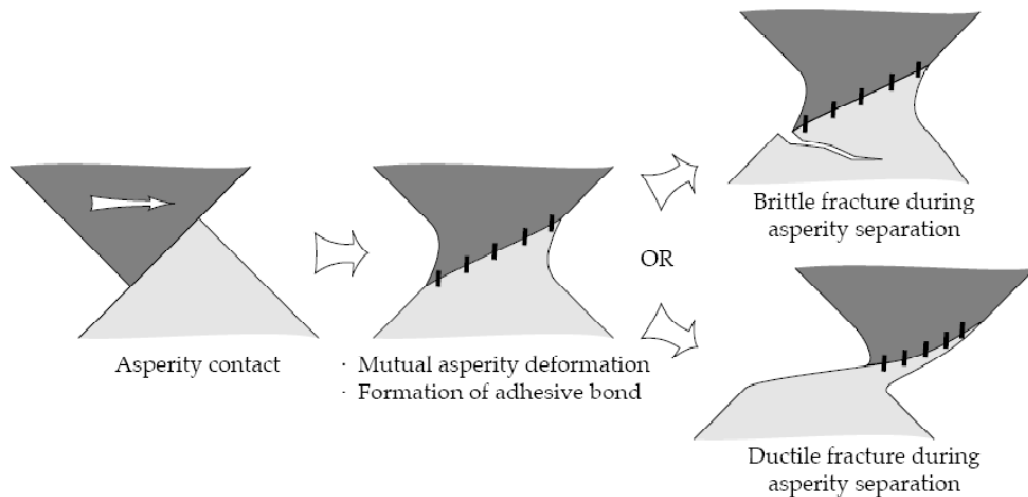 Asperity contact
· Mutual asperity deformation
· Formation of adhesive bond
OR
Brittle fracture during
asperity separation
Ductile fracture during
asperity separation